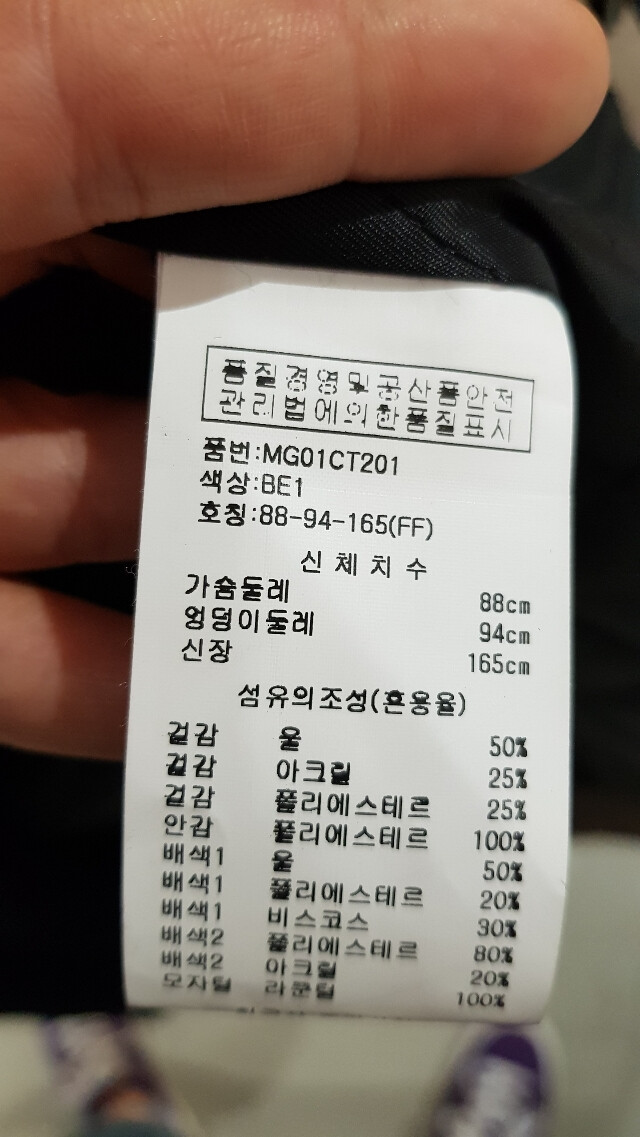 품질경영및공산품안전
관리법에의한품질표시
품번:MG01CT201
색상:BE1
호칭:88-94-165(FF)
신체치수
가슴둘레 88cm
엉덩이둘레 94cm
신장 165cm
섬유의조성(혼용율)
겉감 울 50%
겉감 아크릴 25%
겉감 폴리에스테르 25%
안감 폴리에스테르 100%
배색1 울 50%
배색1 폴리에스테르 20%
배색1 비스코스 30%
배색2 폴리에스테르 80%
배색2 아크릴 20%
모자털 라쿤털 100%